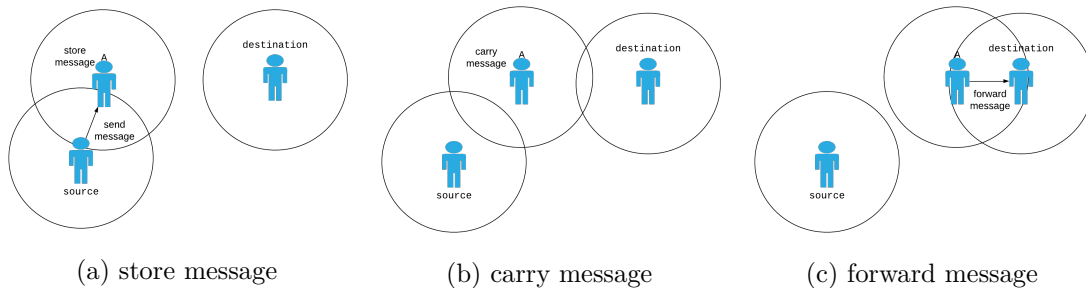 store
message
A
send
message
source
destination
(a) store message
carry
message
A
source
destination
(b) carry message
A
destination
forward
message
source
(c) forward message